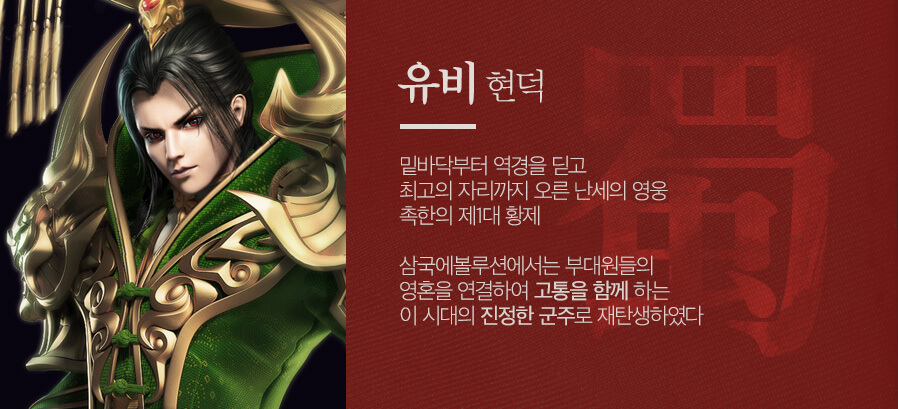 유비 현덕
밑바닥부터 역경을 딛고
최고의 자리까지 오른 난세의 영웅
촉한의 제1대 황제
삼국에볼루션에서는 부대원들의
영혼을 연결하여 고통을 함께 하는
이 시대의 진정한 군주로 재탄생하였다
蜀